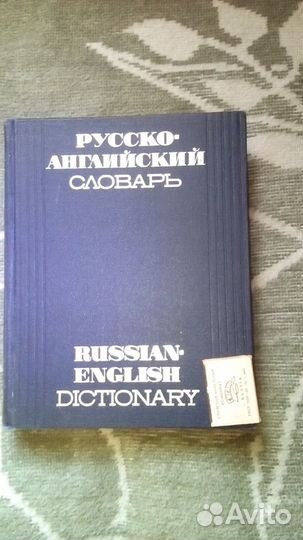 РУССКО-
АНГЛИЙСКИЙ
СЛОВАРЬ
RUSSIAN-
ENGLISH
DICTIONARY
Avito